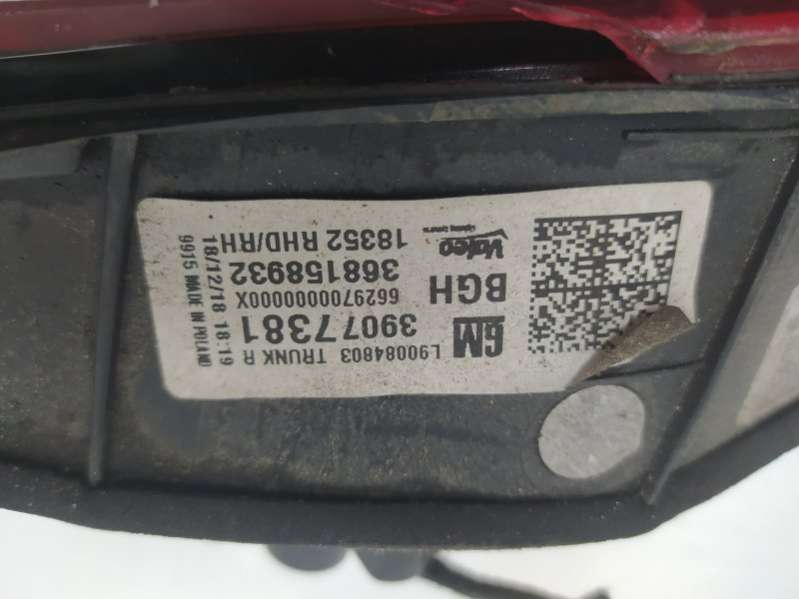 L90084803 TRUNK R
GM 39077381
6629700000000X
BGH 368158932
Valeo 18352 RHD/RH
18/12/18 18:19
9915 MADE IN POLAND